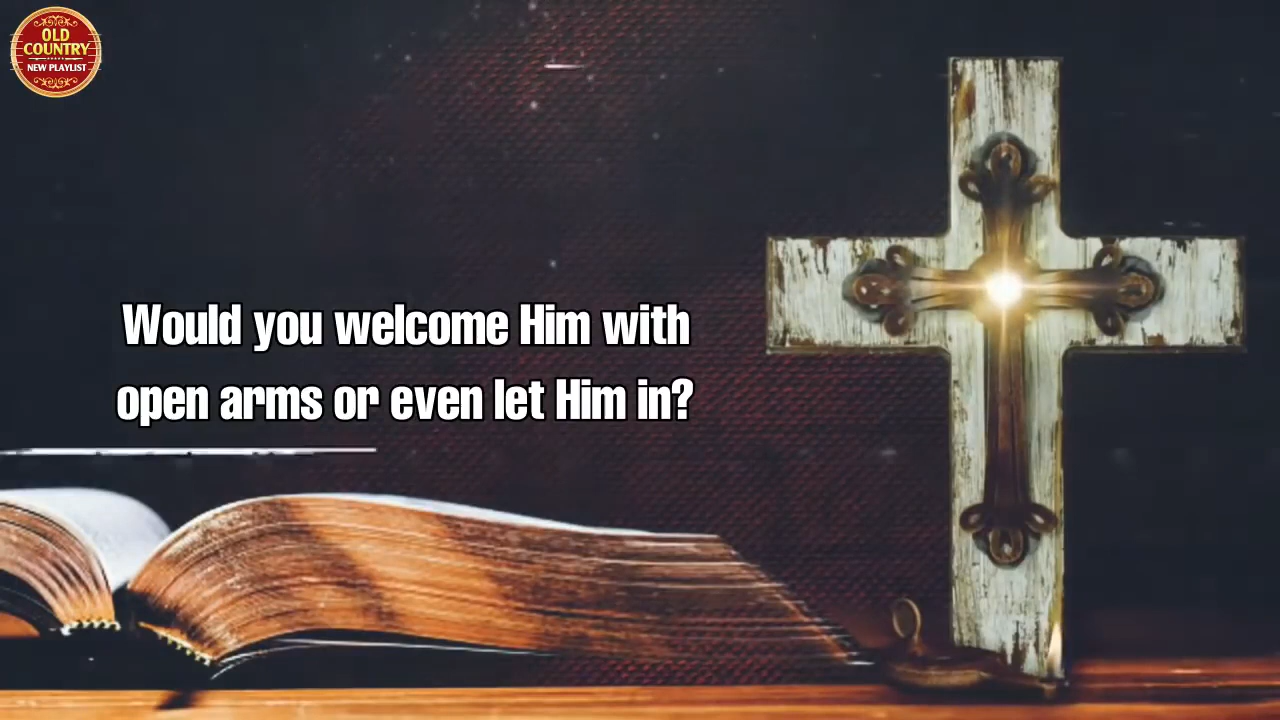 OLD
COUNTRY
NEW PLAYLIST
Would you welcome Him with
open arms or even let Him in?